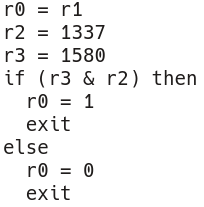 r0 = r1
r2 = 1337
r3 = 1580
if (r3 & r2) then
  r0 = 1
  exit
else
  r0 = 0
  exit